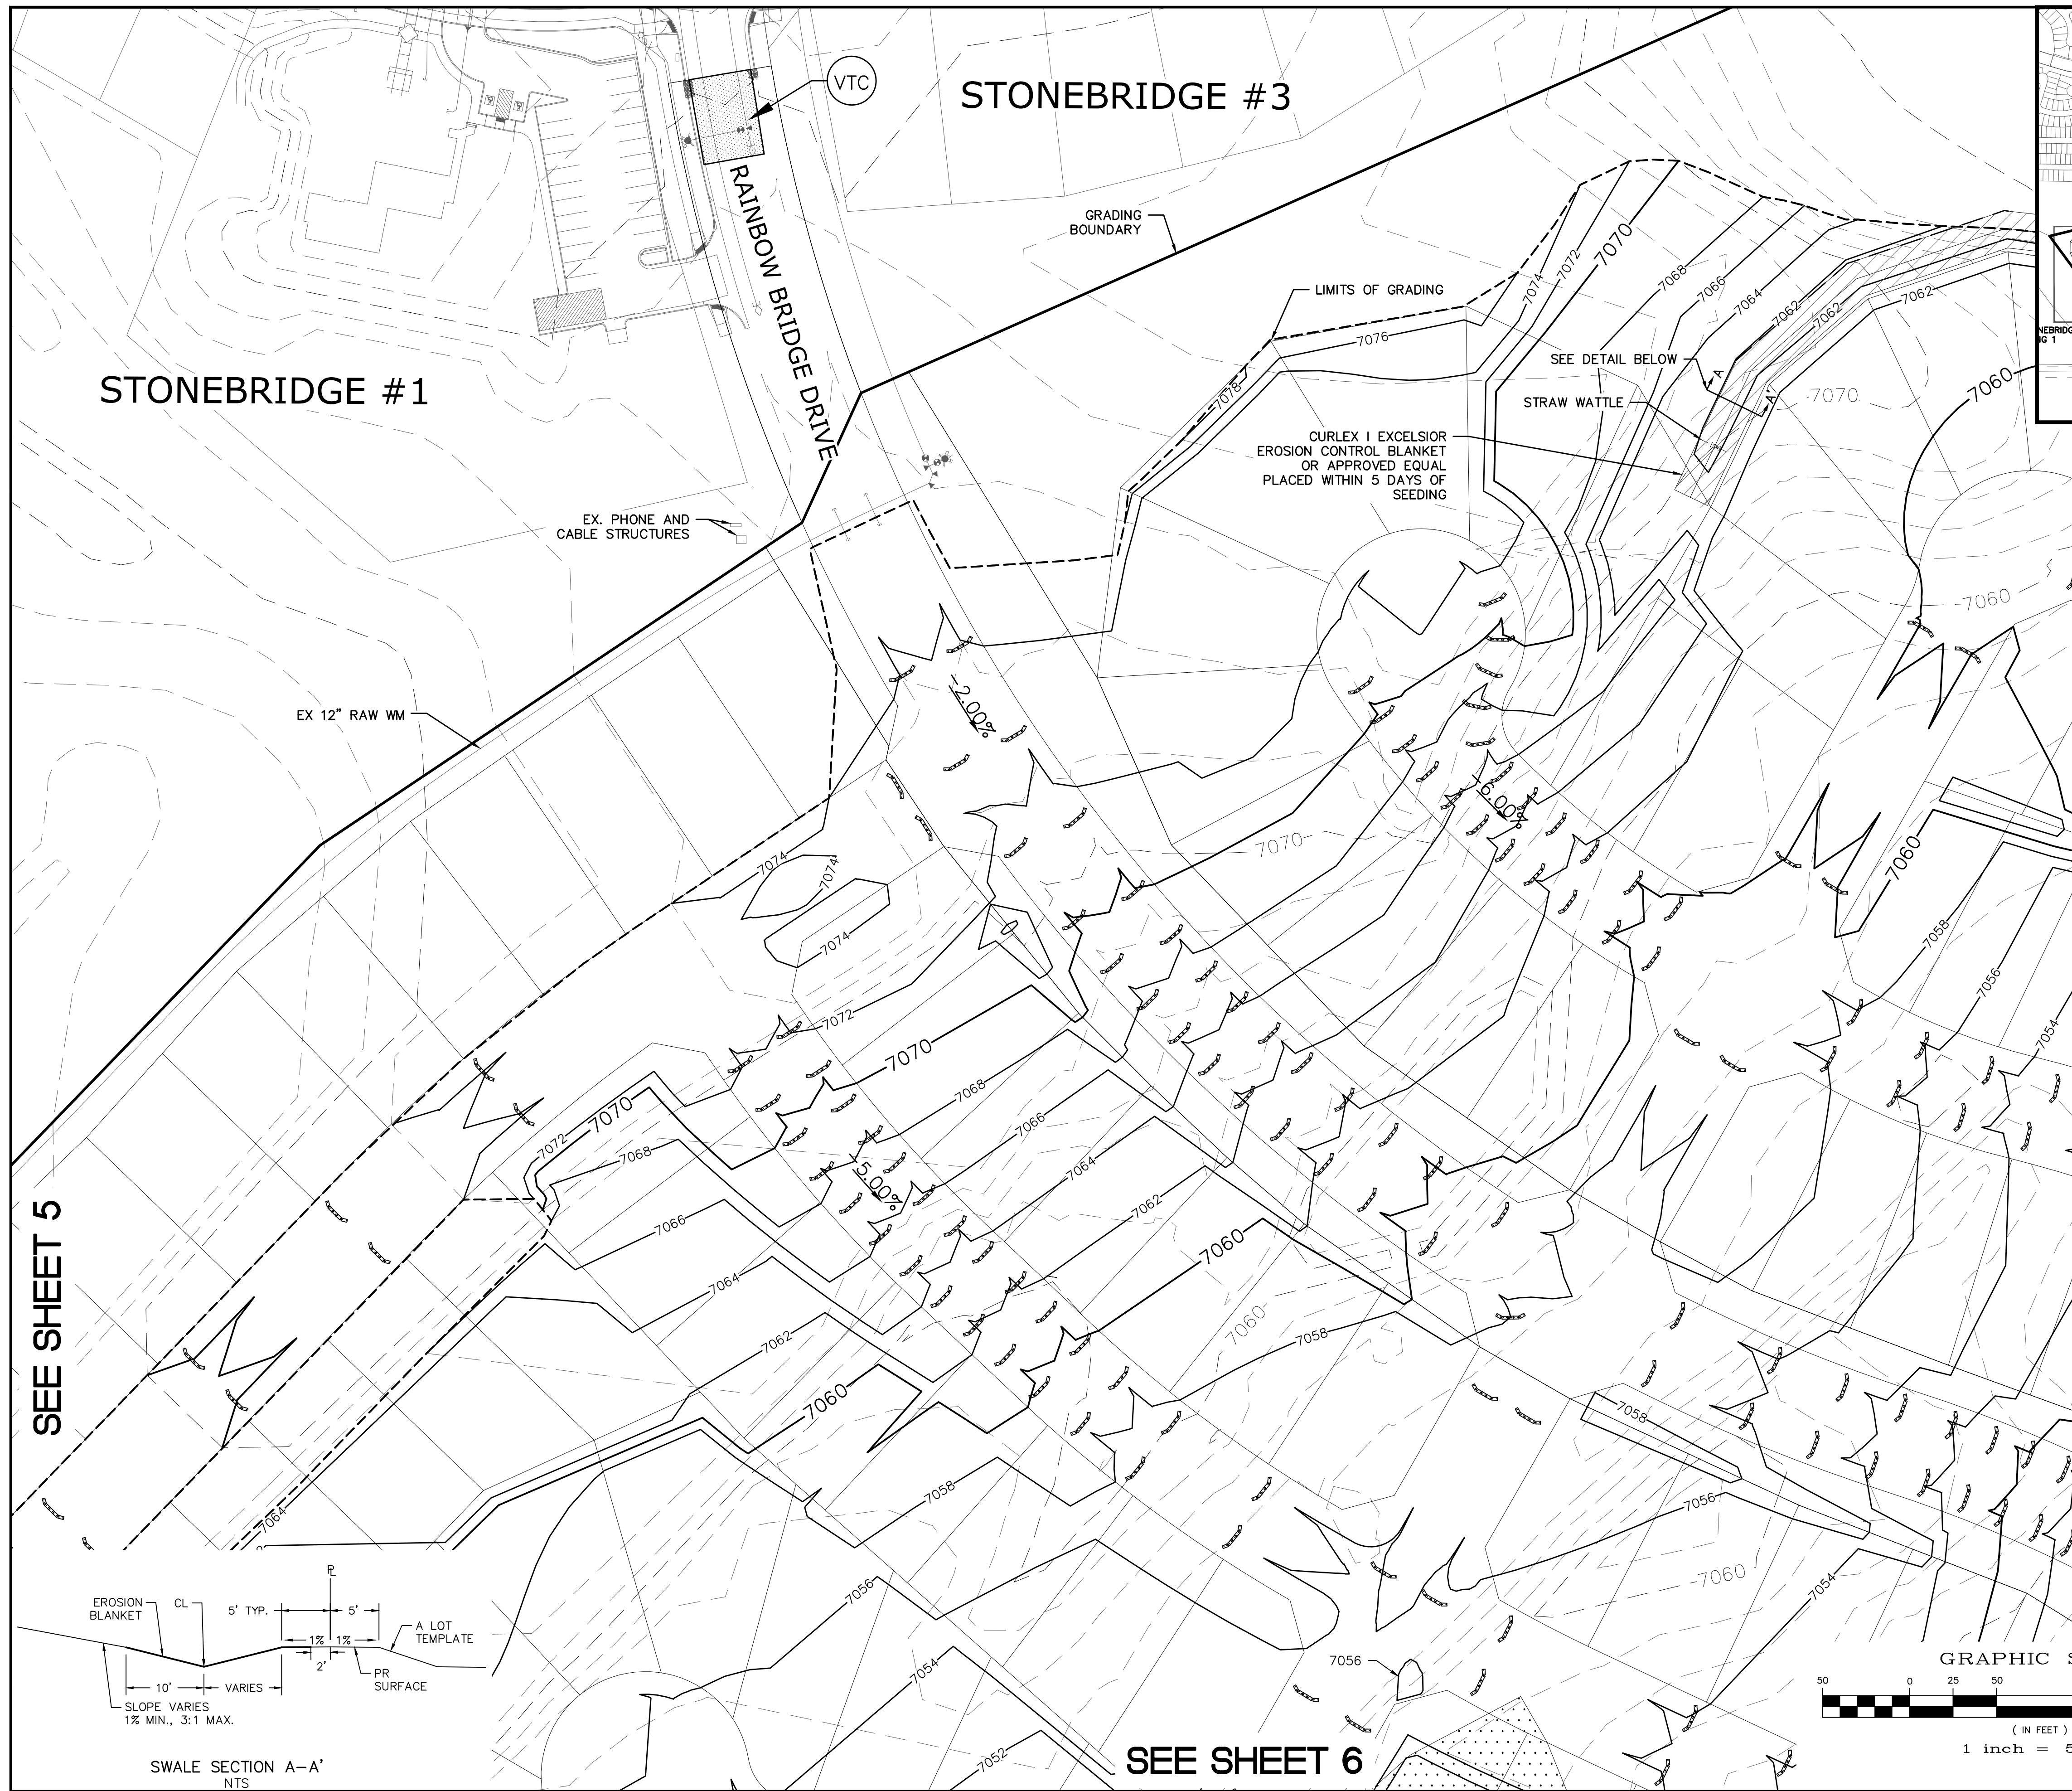 VTC
STONEBRIDGE #3
RAINBOW BRIDGE DRIVE
GRADING
BOUNDARY
LIMITS OF GRADING
STONEBRIDGE #1
SEE DETAIL BELOW
STRAW WATTLE
A
A'
CURLEX I EXCELSIOR
EROSION CONTROL BLANKET
OR APPROVED EQUAL
PLACED WITHIN 5 DAYS OF
SEEDING
EX. PHONE AND
CABLE STRUCTURES
EX 12" RAW WM
7078
7076
7074
7072
7070
7068
7066
7064
7062
7062
7062
7070
7060
7060
-2.00%
-6.00%
7070
7074
7074
7074
7072
7070
7068
7066
7064
7062
7060
7060
7058
-5.00%
7072
7070
7068
7066
7064
7062
7060
7058
7056
7054
7052
7064
7060
7058
7056
7054
7058
7056
7060
7054
7056
SEE SHEET 5
SEE SHEET 6
EROSION
BLANKET
CL
5' TYP.
5'
1%
1%
2'
A LOT
TEMPLATE
PR
SURFACE
10'
VARIES
SLOPE VARIES
1% MIN., 3:1 MAX.
SWALE SECTION A-A'
NTS
GRAPHIC S
50
0
25
50
( IN FEET )
1 inch = 5
NEBRIDG
NG 1